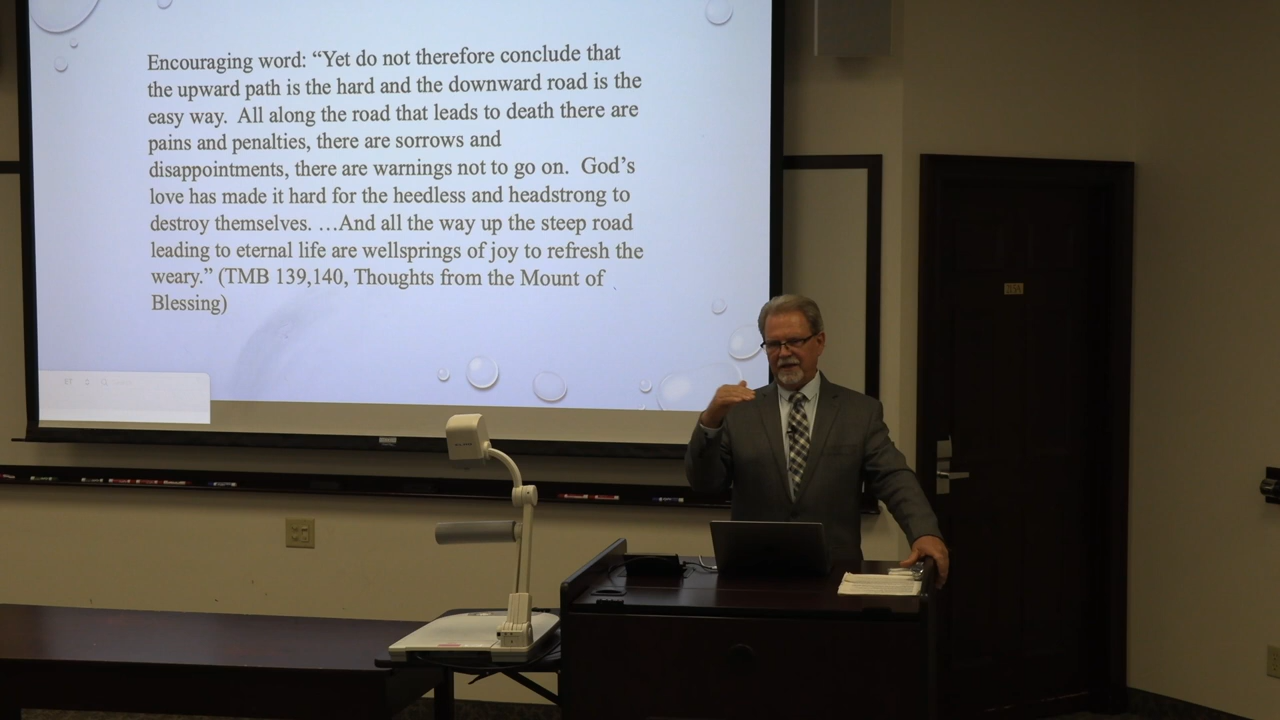 Encouraging word: “Yet do not therefore conclude that
the upward path is the hard and the downward road is the
easy way.  All along the road that leads to death there are
pains and penalties, there are sorrows and
disappointments, there are warnings not to go on.  God’s
love has made it hard for the heedless and headstrong to
destroy themselves. …And all the way up the steep road
leading to eternal life are wellsprings of joy to refresh the
weary.” (TMB 139,140, Thoughts from the Mount of
Blessing)